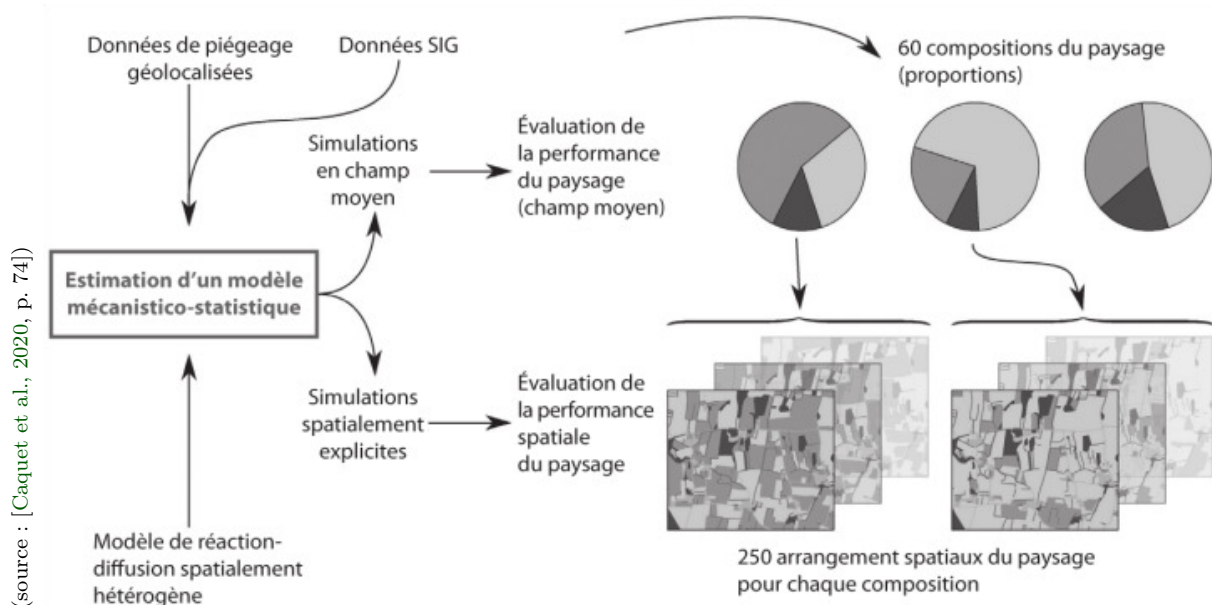 Données de piégeage
géolocalisées
Données SIG
60 compositions du paysage
(proportions)
Simulations
en champ
moyen
Évaluation de
la performance
du paysage
(champ moyen)
Estimation d'un modèle
mécanistico-statistique
Simulations
spatialement
explicites
Évaluation de
la performance
spatiale
du paysage
Modèle de réaction-
diffusion spatialement
hétérogène
250 arrangement spatiaux du paysage
pour chaque composition
(source : [Caquet et al., 2020, p. 74])